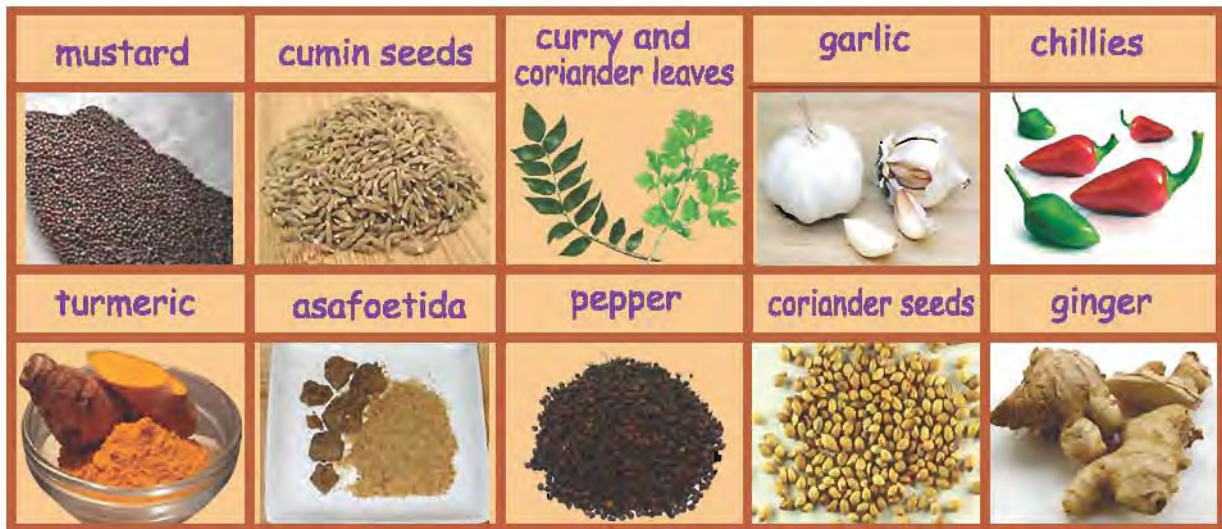 mustard
cumin seeds
curry and
coriander leaves
garlic
chillies
turmeric
asafoetida
pepper
coriander seeds
ginger